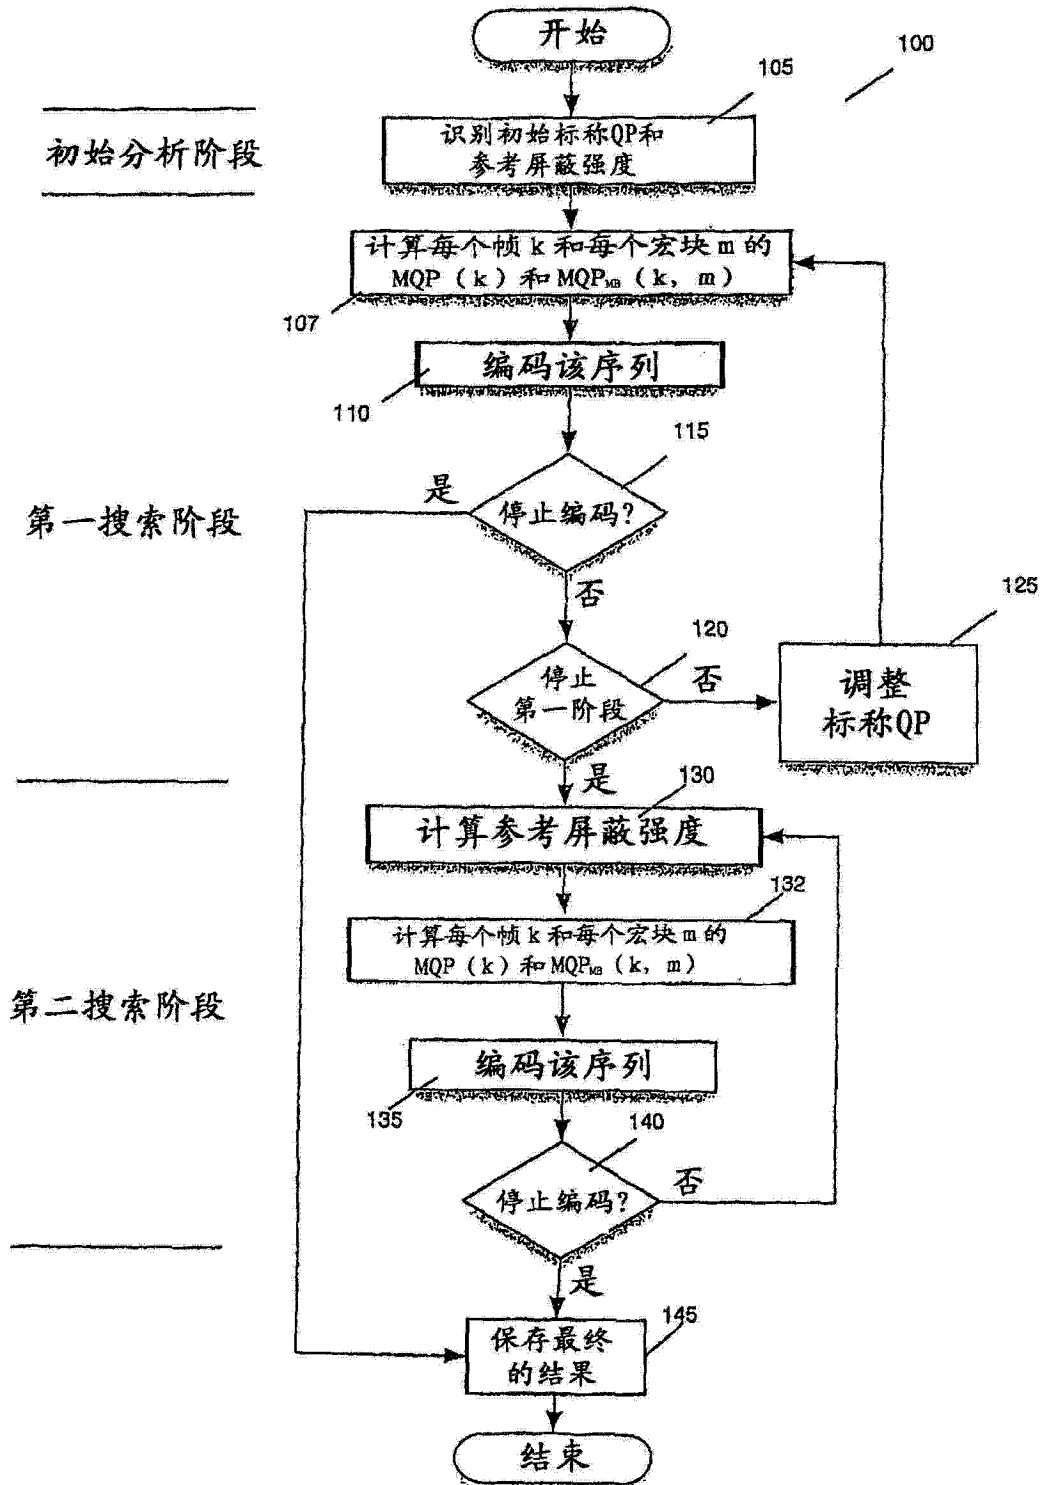 开始
100
105
初始分析阶段
识别初始标称QP和
参考屏蔽强度
计算每个帧k和每个宏块m的
MQP（k）和MQPMB（k, m）
107
编码该序列
110
115
是
停止编码?
第一搜索阶段
否
125
120
停止
第一阶段
否
调整
标称QP
是
130
计算参考屏蔽强度
132
计算每个帧k和每个宏块m的
MQP（k）和MQPMB（k, m）
第二搜索阶段
编码该序列
135
140
停止编码?
否
是
145
保存最终
的结果
结束